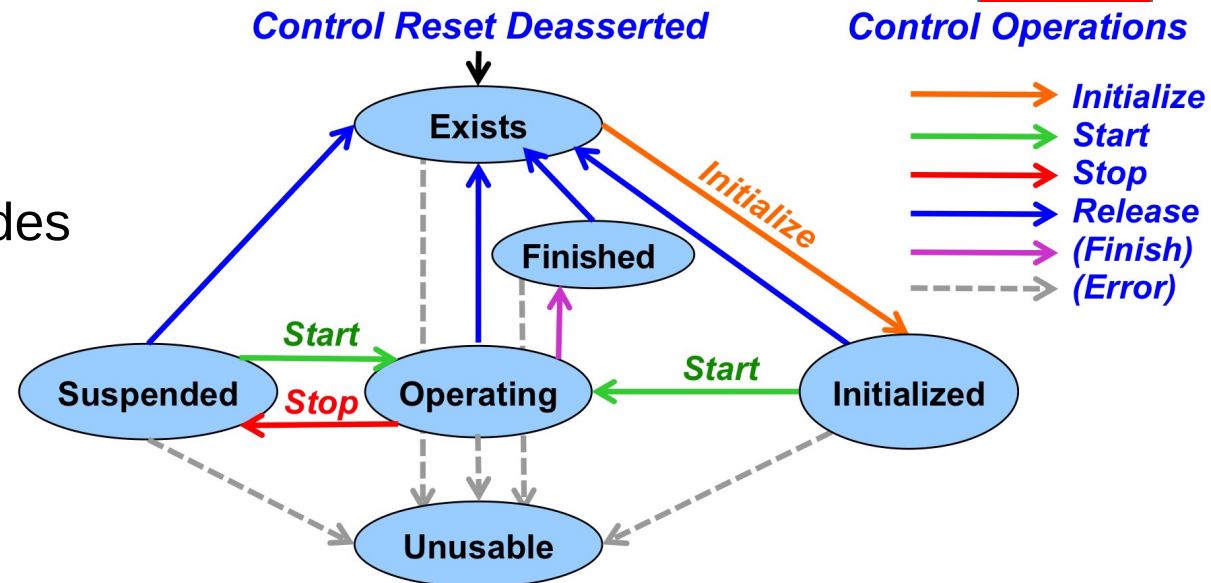 Control Reset Deasserted
Control Operations
Initialize
Start
Stop
Release
(Finish)
(Error)
Exists
Initialize
des
Finished
Start
Start
Suspended
Stop
Operating
Initialized
Unusable